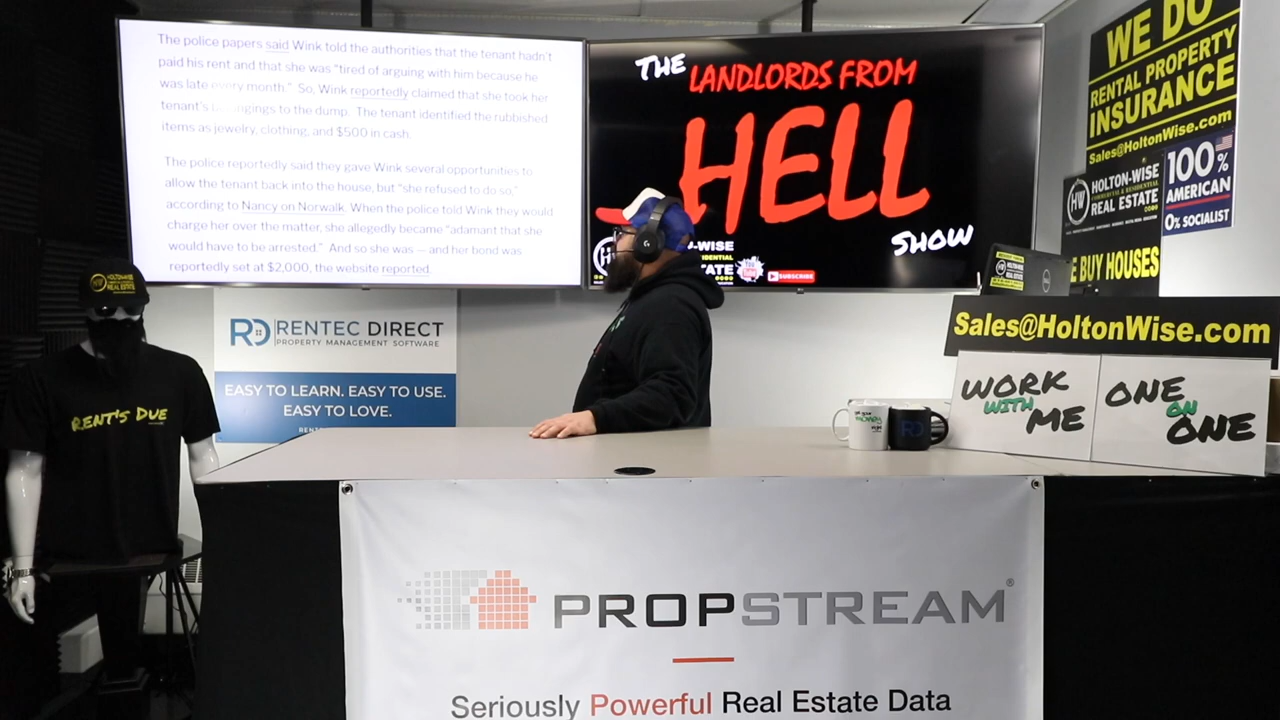 The police papers said Wink told the authorities that the tenant hadn't
paid his rent and that she was "tired of arguing with him because he
was late every month." So, Wink reportedly claimed that she took her
tenant's belongings to the dump. The tenant identified the rubbished
items as jewelry, clothing, and $500 in cash.
The police reportedly said they gave Wink several opportunities to
allow the tenant back into the house, but "she refused to do so,"
according to Nancy on Norwalk. When the police told Wink they would
charge her over the matter, she allegedly became "adamant that she
would have to be arrested." And so she was — and her bond was
reportedly set at $2,000, the website reported.
THE
LANDLORDS FROM
HELL
SHOW
-WISE
ESTATE
SUBSCRIBE
WE DO
RENTAL PROPERTY
INSURANCE
Sales@HoltonWise.com
HW
HOLTON-WISE
REAL ESTATE
100%
AMERICAN
0% SOCIALIST
BUY HOUSES
Sales@HoltonWise.com
WORK
WITH
ME
ONE
ON
ONE
HOLTON-WISE
REAL ESTATE
RENT'S DUE
RD RENTEC DIRECT
PROPERTY MANAGEMENT SOFTWARE
EASY TO LEARN. EASY TO USE.
EASY TO LOVE.
RD
PROPSTREAM®
Seriously Powerful Real Estate Data